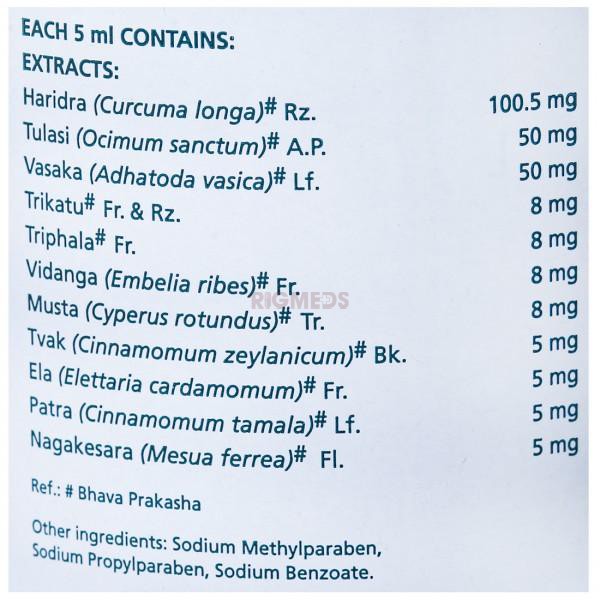 EACH 5 ml CONTAINS:
EXTRACTS:
Haridra (Curcuma longa)# Rz. 100.5 mg
Tulasi (Ocimum sanctum)# A.P. 50 mg
Vasaka (Adhatoda vasica)# Lf. 50 mg
Trikatu# Fr. & Rz. 8 mg
Triphala# Fr. 8 mg
Vidanga (Embelia ribes)# Fr. 8 mg
RIGMEDS
Musta (Cyperus rotundus)# Tr. 8 mg
Tvak (Cinnamomum zeylanicum)# Bk. 5 mg
Ela (Elettaria cardamomum)# Fr. 5 mg
Patra (Cinnamomum tamala)# Lf. 5 mg
Nagakesara (Mesua ferrea)# Fl. 5 mg
Ref.: # Bhava Prakasha
Other ingredients: Sodium Methylparaben,
Sodium Propylparaben, Sodium Benzoate.